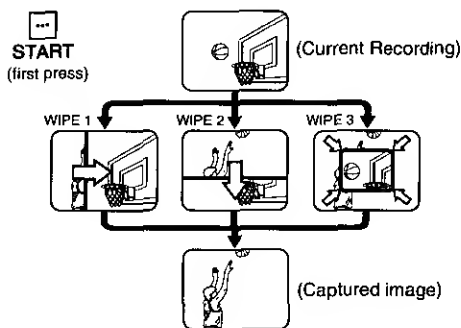 START
(first press)
(Current Recording)
WIPE 1
WIPE 2
WIPE 3
(Captured image)